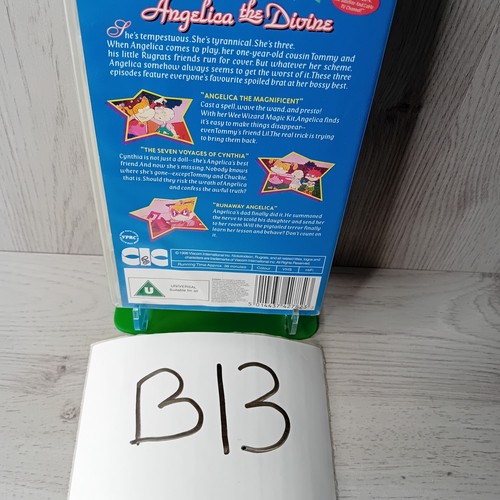 Angelica the Divine
She's tempestuous. She's tyrannical. She's three.
When Angelica comes to play, her one-year-old cousin Tommy and
his little Rugrats friends run for cover. But whatever her scheme,
Angelica somehow always seems to get the worst of it. These three
episodes feature everyone's favourite spoiled brat at her bossy best.
"ANGELICA THE MAGNIFICENT"
Cast a spell, wave the wand, and presto!
With her Wee Wizard Magic Kit, Angelica finds
it's easy to make things disappear--
even Tommy's friend Lil. The real trick is trying
to bring them back.
"THE SEVEN VOYAGES OF CYNTHIA"
Cynthia is not just a doll--she's Angelica's best
friend. And now she's missing. Nobody knows
where she's gone--except Tommy and Chuckie,
that is. Should they risk the wrath of Angelica
and confess the awful truth?
"RUNAWAY ANGELICA"
Angelica's dad finally did it. He summoned
the nerve to scold his daughter and send her
to her room. Will the pigtailed terror finally
learn her lesson and behave? Don't count on
it.
VPRC
CIC
U
UNIVERSAL
Suitable for all
Colour
VHS
HiFi
B13